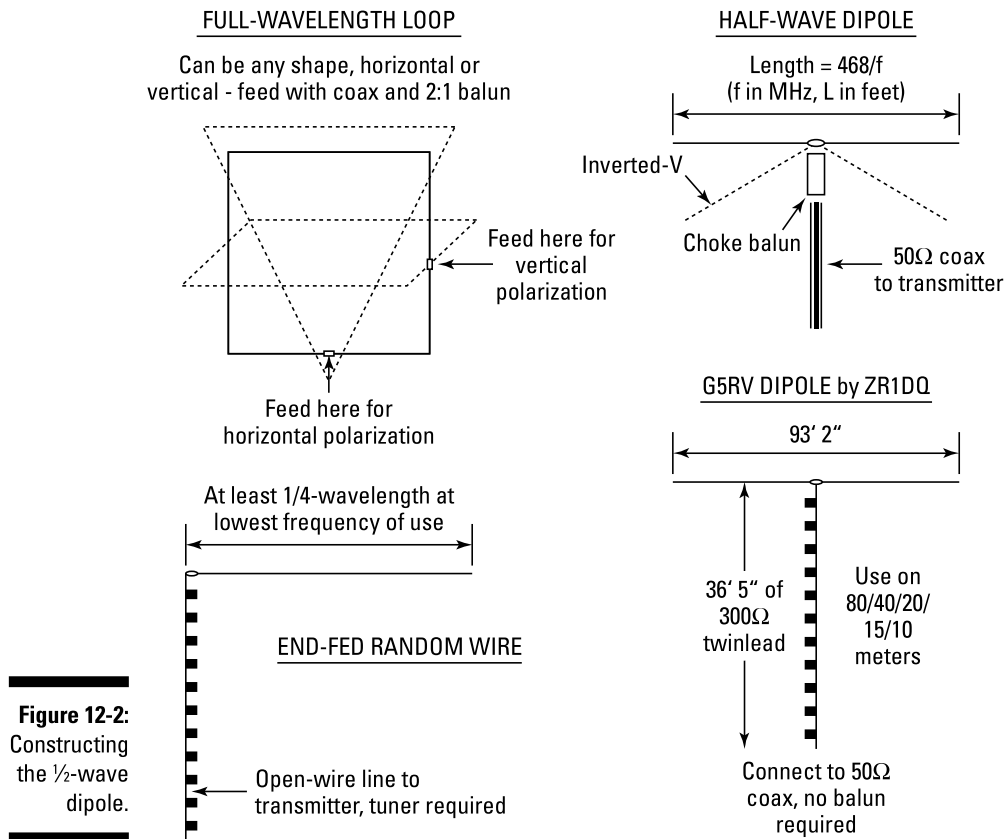 FULL-WAVELENGTH LOOP
Can be any shape, horizontal or
vertical - feed with coax and 2:1 balun
Feed here for
vertical
polarization
Feed here for
horizontal polarization
HALF-WAVE DIPOLE
Length = 468/f
(f in MHz, L in feet)
Inverted-V
Choke balun
50Ω coax
to transmitter
G5RV DIPOLE by ZR1DQ
93‘ 2“
36‘ 5“ of
300Ω
twinlead
Use on
80/40/20/
15/10
meters
Connect to 50Ω
coax, no balun
required
At least 1/4-wavelength at
lowest frequency of use
END-FED RANDOM WIRE
Open-wire line to
transmitter, tuner required
Figure 12-2:
Constructing
the ½-wave
dipole.